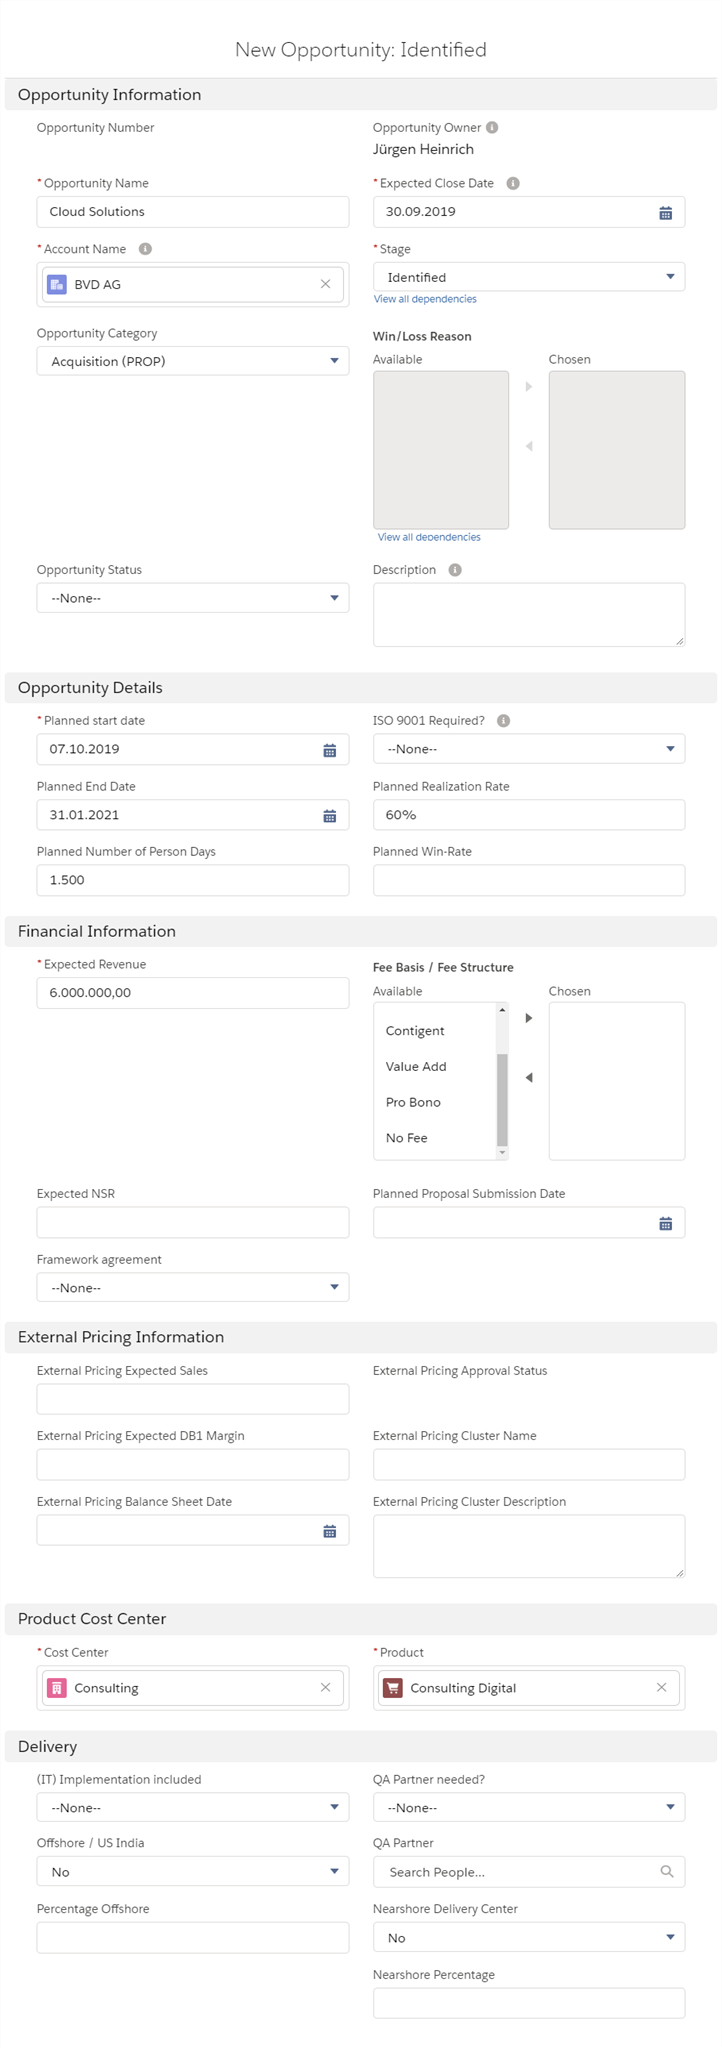 New Opportunity: Identified
Opportunity Information
Opportunity Number
Opportunity Owner
Jürgen Heinrich
* Opportunity Name
Cloud Solutions
* Expected Close Date
30.09.2019
* Account Name
BVD AG
* Stage
Identified
View all dependencies
Opportunity Category
Acquisition (PROP)
Win/Loss Reason
Available
Chosen
View all dependencies
Opportunity Status
--None--
Description
Opportunity Details
* Planned start date
07.10.2019
ISO 9001 Required?
--None--
Planned End Date
31.01.2021
Planned Realization Rate
60%
Planned Number of Person Days
1.500
Planned Win-Rate
Financial Information
* Expected Revenue
6.000.000,00
Fee Basis / Fee Structure
Available
Chosen
Contigent
Value Add
Pro Bono
No Fee
Expected NSR
Planned Proposal Submission Date
Framework agreement
--None--
External Pricing Information
External Pricing Expected Sales
External Pricing Approval Status
External Pricing Expected DB1 Margin
External Pricing Cluster Name
External Pricing Balance Sheet Date
External Pricing Cluster Description
Product Cost Center
* Cost Center
Consulting
* Product
Consulting Digital
Delivery
(IT) Implementation included
--None--
QA Partner needed?
--None--
Offshore / US India
No
QA Partner
Search People...
Percentage Offshore
Nearshore Delivery Center
No
Nearshore Percentage